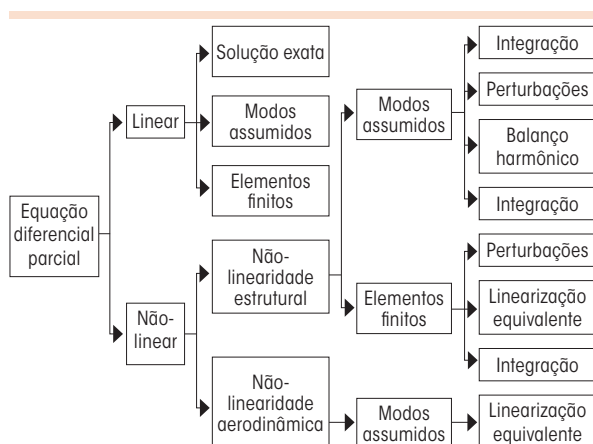 Equação
diferencial
parcial
Linear
Não-
linear
Solução exata
Modos
assumidos
Elementos
finitos
Não-
linearidade
estrutural
Não-
linearidade
aerodinâmica
Modos
assumidos
Elementos
finitos
Modos
assumidos
Integração
Perturbações
Balanço
harmônico
Integração
Perturbações
Linearização
equivalente
Integração
Linearização
equivalente